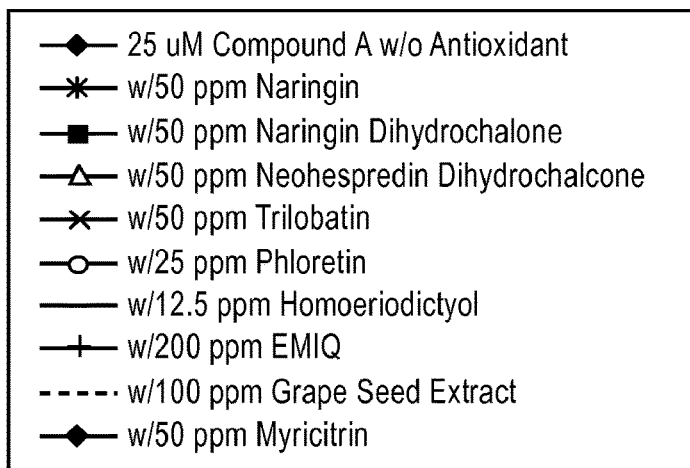 25 uM Compound A w/o Antioxidant
w/50 ppm Naringin
w/50 ppm Naringin Dihydrochalone
w/50 ppm Neohespredin Dihydrochalcone
w/50 ppm Trilobatin
w/25 ppm Phloretin
w/12.5 ppm Homoeriodictyol
w/200 ppm EMIQ
w/100 ppm Grape Seed Extract
w/50 ppm Myricitrin